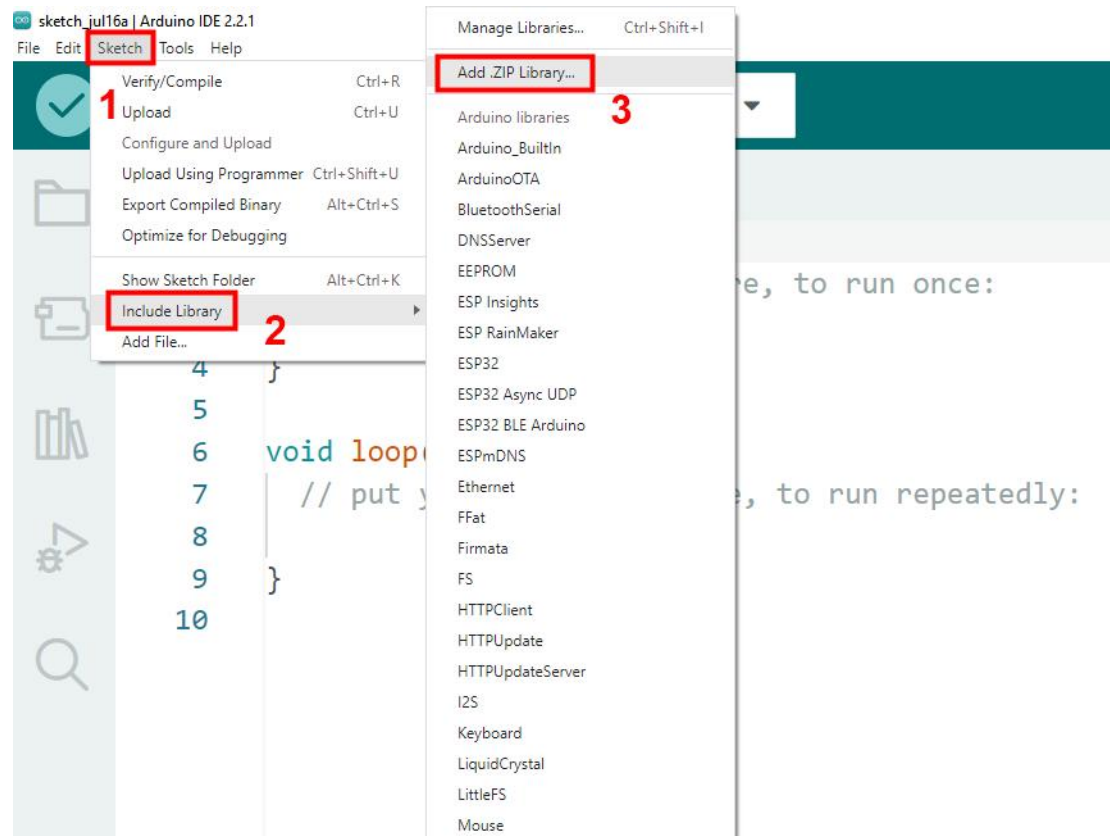 sketch_jul16a | Arduino IDE 2.2.1
File Edit Sketch Tools Help
1
Verify/Compile Ctrl+R
Upload Ctrl+U
Configure and Upload
Upload Using Programmer Ctrl+Shift+U
Export Compiled Binary Alt+Ctrl+S
Optimize for Debugging
Show Sketch Folder Alt+Ctrl+K
Include Library
2
Add File...
Manage Libraries... Ctrl+Shift+I
Add .ZIP Library...
3
Arduino libraries
Arduino_BuiltIn
ArduinoOTA
BluetoothSerial
DNSServer
EEPROM
ESP Insights
ESP RainMaker
ESP32
ESP32 Async UDP
ESP32 BLE Arduino
ESPmDNS
Ethernet
FFat
Firmata
FS
HTTPClient
HTTPUpdate
HTTPUpdateServer
I2S
Keyboard
LiquidCrystal
LittleFS
Mouse
, to run once:
4 }
5
6 void loop(
7 // put , to run repeatedly:
8
9 }
10